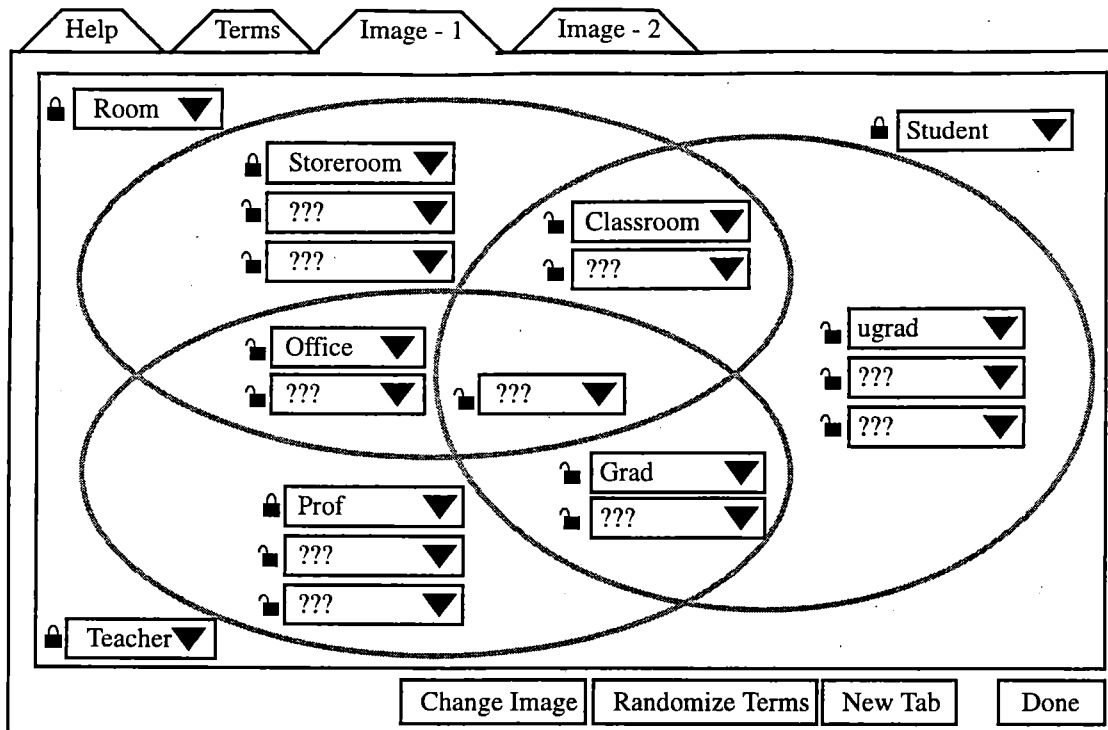 Help Terms Image - 1 Image - 2
Room
Student
Storeroom
???
Classroom
???
???
ugrad
Office
???
???
???
???
Grad
Prof
???
???
???
Teacher
Change Image Randomize Terms New Tab Done